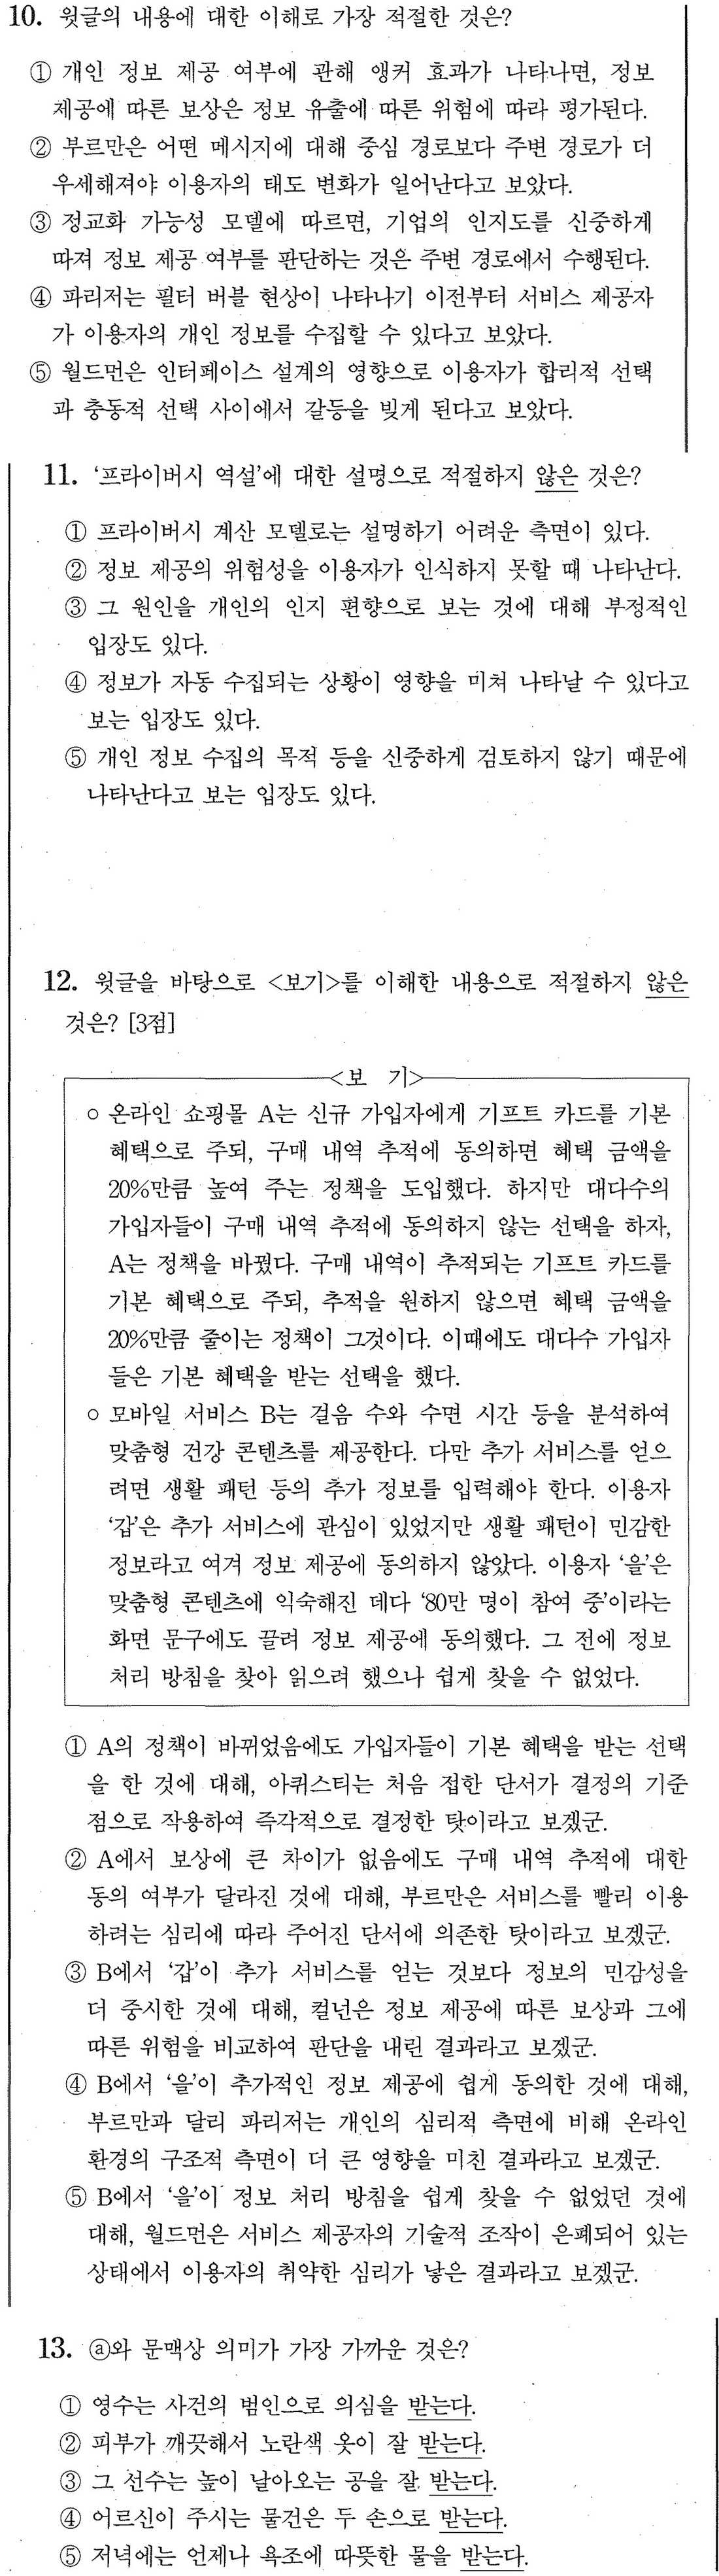 10. 윗글의 내용에 대한 이해로 가장 적절한 것은?
① 개인 정보 제공 여부에 관해 앵커 효과가 나타나면, 정보
제공에 따른 보상은 정보 유출에 따른 위험에 따라 평가된다.
② 부르만은 어떤 메시지에 대해 중심 경로보다 주변 경로가 더
우세해져야 이용자의 태도 변화가 일어난다고 보았다.
③ 정교화 가능성 모델에 따르면, 기업의 인지도를 신중하게
따져 정보 제공 여부를 판단하는 것은 주변 경로에서 수행된다.
④ 파리저는 필터 버블 현상이 나타나기 이전부터 서비스 제공자
가 이용자의 개인 정보를 수집할 수 있다고 보았다.
⑤ 월드먼은 인터페이스 설계의 영향으로 이용자가 합리적 선택
과 충동적 선택 사이에서 갈등을 빚게 된다고 보았다.
11. ‘프라이버시 역설’에 대한 설명으로 적절하지 않은 것은?
① 프라이버시 계산 모델로는 설명하기 어려운 측면이 있다.
② 정보 제공의 위험성을 이용자가 인식하지 못할 때 나타난다.
③ 그 원인을 개인의 인지 편향으로 보는 것에 대해 부정적인
입장도 있다.
④ 정보가 자동 수집되는 상황이 영향을 미쳐 나타날 수 있다고
보는 입장도 있다.
⑤ 개인 정보 수집의 목적 등을 신중하게 검토하지 않기 때문에
나타난다고 보는 입장도 있다.
12. 윗글을 바탕으로 <보기>를 이해한 내용으로 적절하지 않은
것은? [3점]
<보 기>
○ 온라인 쇼핑몰 A는 신규 가입자에게 기프트 카드를 기본
혜택으로 주되, 구매 내역 추적에 동의하면 혜택 금액을
20%만큼 높여 주는 정책을 도입했다. 하지만 대다수의
가입자들이 구매 내역 추적에 동의하지 않는 선택을 하자,
A는 정책을 바꿨다. 구매 내역이 추적되는 기프트 카드를
기본 혜택으로 주되, 추적을 원하지 않으면 혜택 금액을
20%만큼 줄이는 정책이 그것이다. 이때에도 대다수 가입자
들은 기본 혜택을 받는 선택을 했다.
○ 모바일 서비스 B는 걸음 수와 수면 시간 등을 분석하여
맞춤형 건강 콘텐츠를 제공한다. 다만 추가 서비스를 얻으
려면 생활 패턴 등의 추가 정보를 입력해야 한다. 이용자
‘갑’은 추가 서비스에 관심이 있었지만 생활 패턴이 민감한
정보라고 여겨 정보 제공에 동의하지 않았다. 이용자 ‘을’은
맞춤형 콘텐츠에 익숙해진 데다 ‘80만 명이 참여 중’이라는
화면 문구에도 끌려 정보 제공에 동의했다. 그 전에 정보
처리 방침을 찾아 읽으려 했으나 쉽게 찾을 수 없었다.
① A의 정책이 바뀌었음에도 가입자들이 기본 혜택을 받는 선택
을 한 것에 대해, 아퀴스티는 처음 접한 단서가 결정의 기준
점으로 작용하여 즉각적으로 결정한 탓이라고 보겠군.
② A에서 보상에 큰 차이가 없음에도 구매 내역 추적에 대한
동의 여부가 달라진 것에 대해, 부르만은 서비스를 빨리 이용
하려는 심리에 따라 주어진 단서에 의존한 탓이라고 보겠군.
③ B에서 ‘갑’이 추가 서비스를 얻는 것보다 정보의 민감성을
더 중시한 것에 대해, 컬넌은 정보 제공에 따른 보상과 그에
따른 위험을 비교하여 판단을 내린 결과라고 보겠군.
④ B에서 ‘을’이 추가적인 정보 제공에 쉽게 동의한 것에 대해,
부르만과 달리 파리저는 개인의 심리적 측면에 비해 온라인
환경의 구조적 측면이 더 큰 영향을 미친 결과라고 보겠군.
⑤ B에서 ‘을’이 정보 처리 방침을 쉽게 찾을 수 없었던 것에
대해, 월드먼은 서비스 제공자의 기술적 조작이 은폐되어 있는
상태에서 이용자의 취약한 심리가 낳은 결과라고 보겠군.
13. ⓐ와 문맥상 의미가 가장 가까운 것은?
① 영수는 사건의 범인으로 의심을 받는다.
② 피부가 깨끗해서 노란색 옷이 잘 받는다.
③ 그 선수는 높이 날아오는 공을 잘 받는다.
④ 어르신이 주시는 물건은 두 손으로 받는다.
⑤ 저녁에는 언제나 욕조에 따뜻한 물을 받는다.